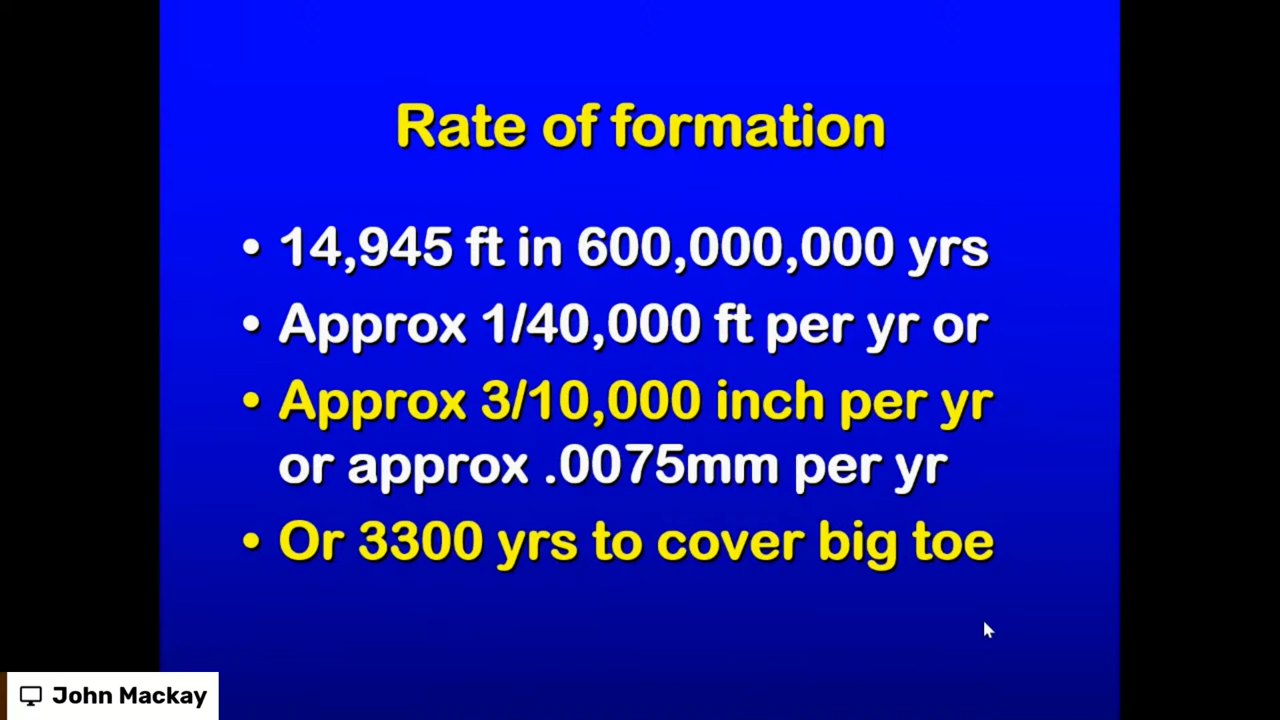 Rate of formation
• 14,945 ft in 600,000,000 yrs
• Approx 1/40,000 ft per yr or
• Approx 3/10,000 inch per yr
or approx .0075mm per yr
• Or 3300 yrs to cover big toe
John Mackay